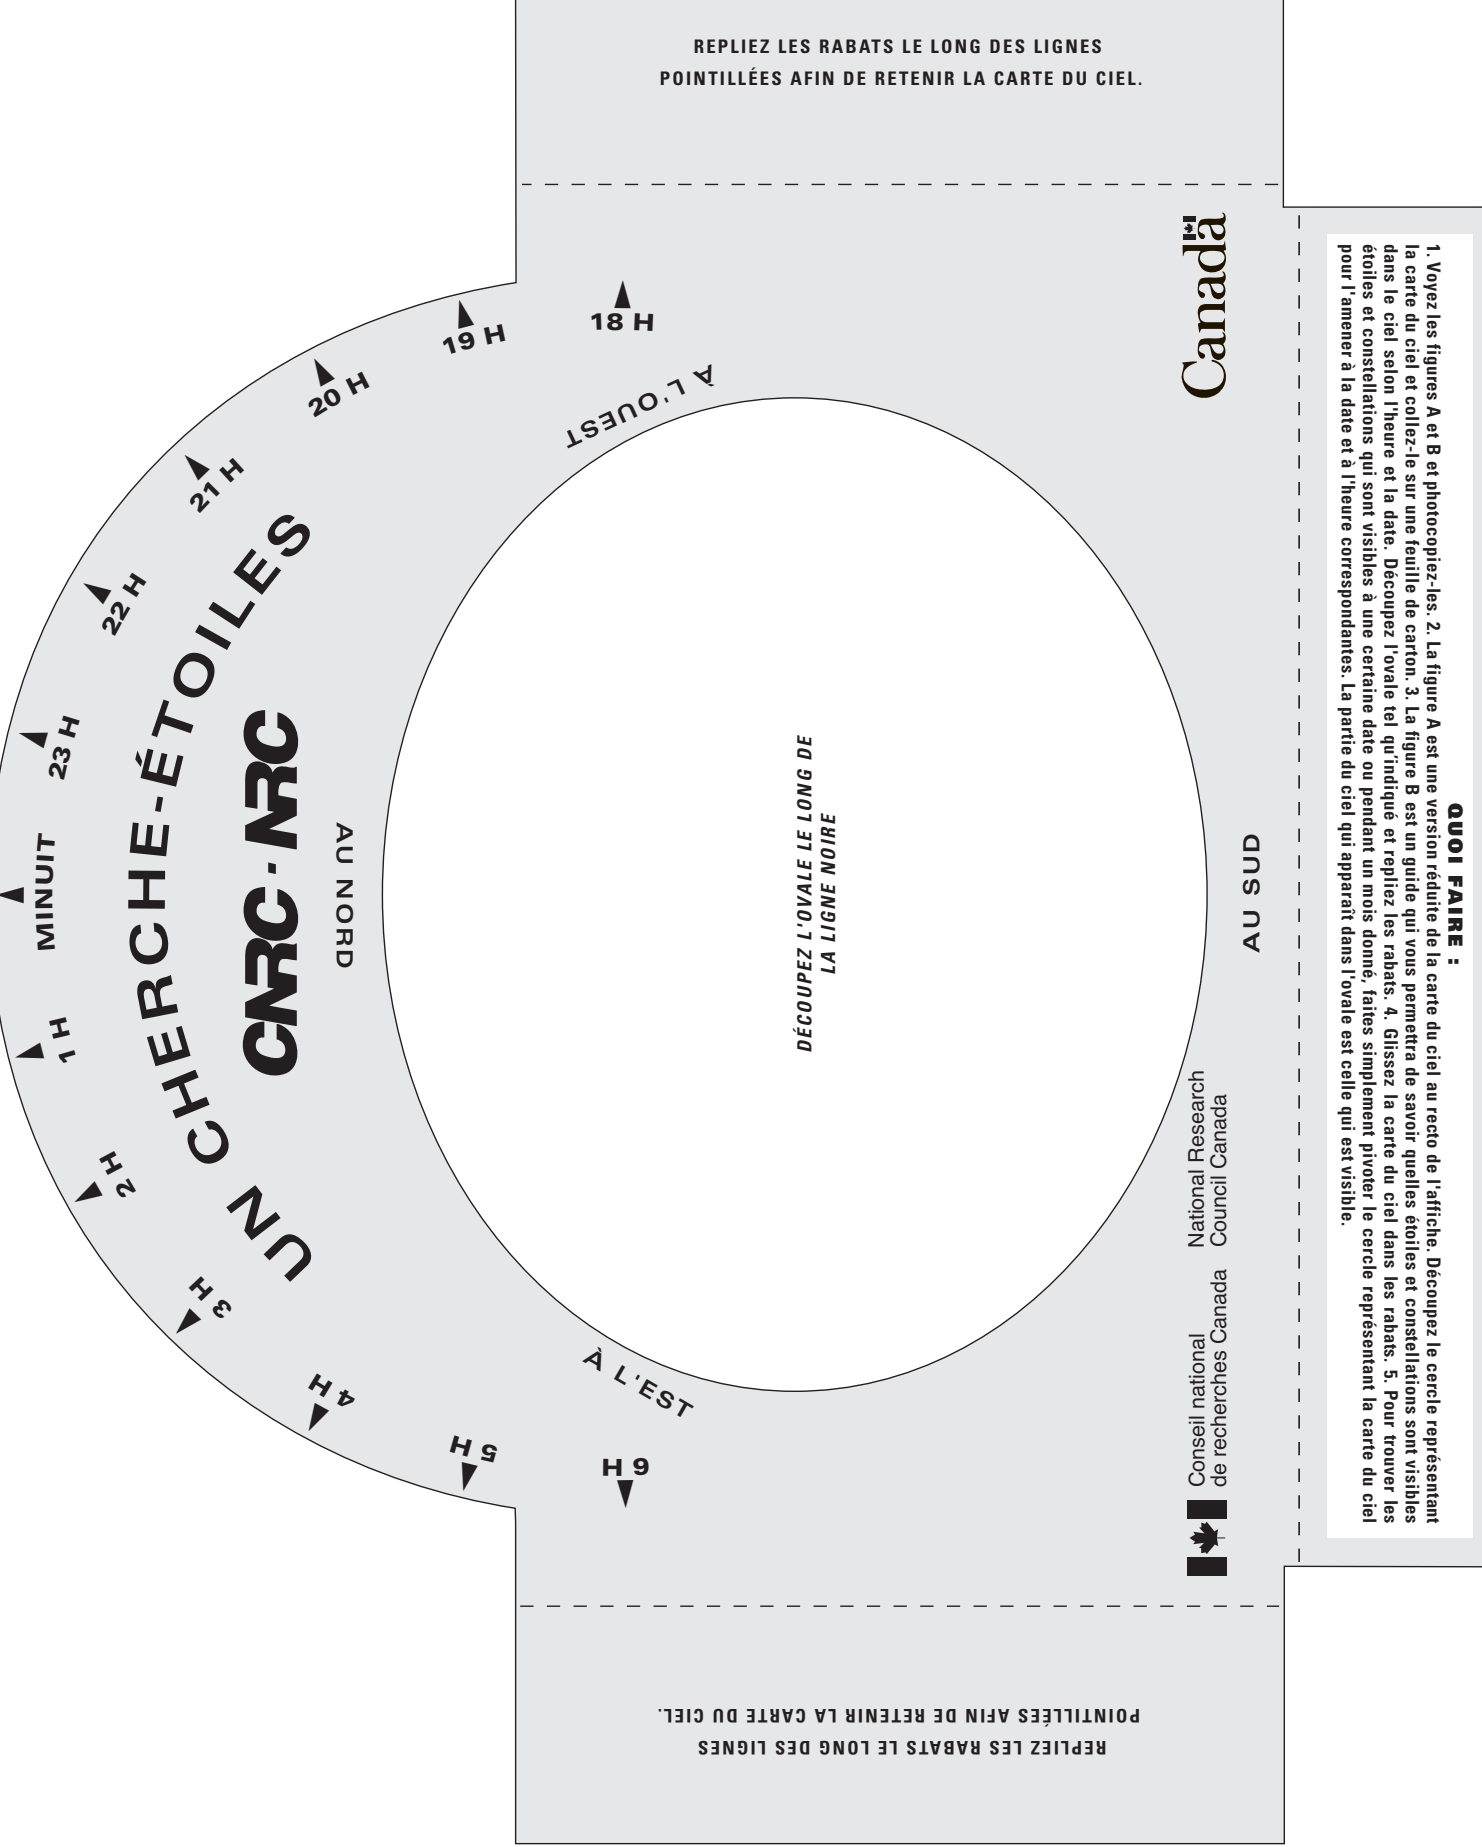 REPLIEZ LES RABATS LE LONG DES LIGNES
POINTILLÉES AFIN DE RETENIR LA CARTE DU CIEL.
18 H
19 H
20 H
21 H
22 H
23 H
MINUIT
1 H
2 H
3 H
4 H
5 H
6 H
À L'OUEST
UN CHERCHE-ÉTOILES
CNRC·NRC
AU NORD
À L'EST
DÉCOUPEZ L'OVALE LE LONG DE
LA LIGNE NOIRE
AU SUD
Canada
National Research
Council Canada
Conseil national
de recherches Canada
QUOI FAIRE :
1. Voyez les figures A et B et photocopiez-les. 2. La figure A est une version réduite de la carte du ciel au recto de l'affiche. Découpez le cercle représentant
la carte du ciel et collez-le sur une feuille de carton. 3. La figure B est un guide qui vous permettra de savoir quelles étoiles et constellations sont visibles
dans le ciel selon l'heure et la date. Découpez l'ovale tel qu'indiqué et repliez les rabats. 4. Glissez la carte du ciel dans les rabats. 5. Pour trouver les
étoiles et constellations qui sont visibles à une certaine date ou pendant un mois donné, faites simplement pivoter le cercle représentant la carte du ciel
pour l'amener à la date et à l'heure correspondantes. La partie du ciel qui apparaît dans l'ovale est celle qui est visible.
REPLIEZ LES RABATS LE LONG DES LIGNES
POINTILLÉES AFIN DE RETENIR LA CARTE DU CIEL.